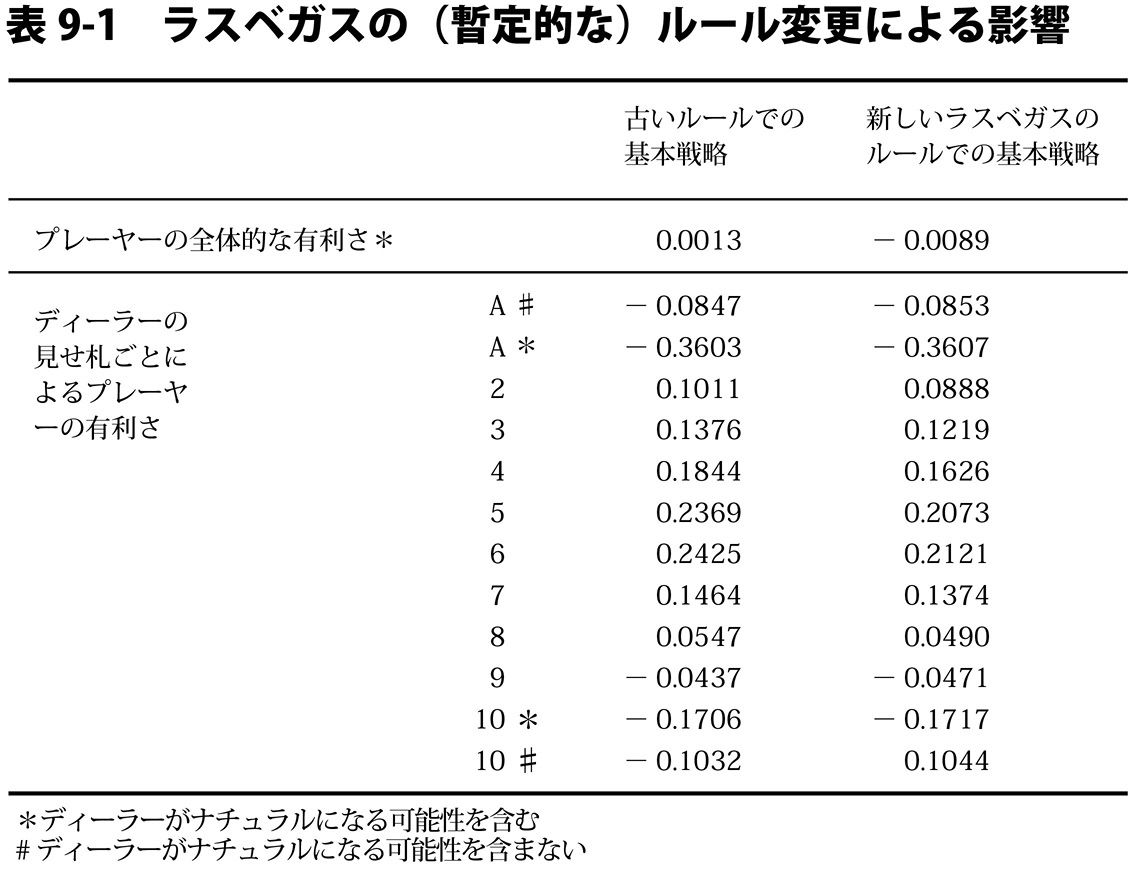 表 9-1 ラスベガスの（暫定的な）ルール変更による影響
古いルールでの
基本戦略
新しいラスベガスの
ルールでの基本戦略
プレーヤーの全体的な有利さ＊ 0.0013 － 0.0089
ディーラーの
見せ札ごとに
よるプレーヤ
ーの有利さ
A ＃ － 0.0847 － 0.0853
A ＊ － 0.3603 － 0.3607
2 0.1011 0.0888
3 0.1376 0.1219
4 0.1844 0.1626
5 0.2369 0.2073
6 0.2425 0.2121
7 0.1464 0.1374
8 0.0547 0.0490
9 － 0.0437 － 0.0471
10 ＊ － 0.1706 － 0.1717
10 ＃ － 0.1032 0.1044
＊ディーラーがナチュラルになる可能性を含む
# ディーラーがナチュラルになる可能性を含まない